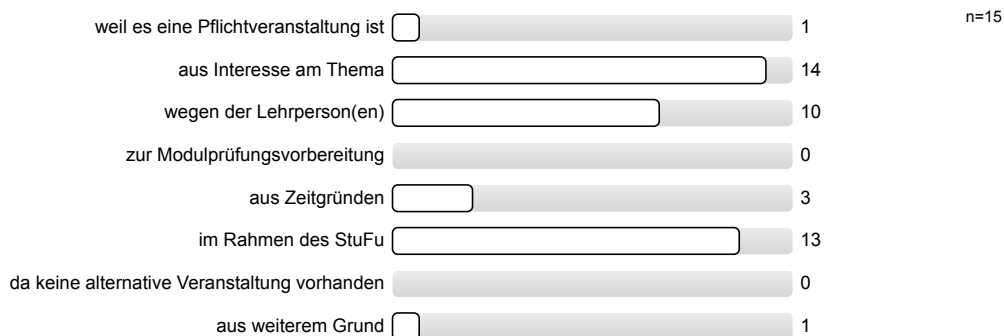 weil es eine Pflichtveranstaltung ist 1 n=15
aus Interesse am Thema 14
wegen der Lehrperson(en) 10
zur Modulprüfungsvorbereitung 0
aus Zeitgründen 3
im Rahmen des StuFu 13
da keine alternative Veranstaltung vorhanden 0
aus weiterem Grund 1